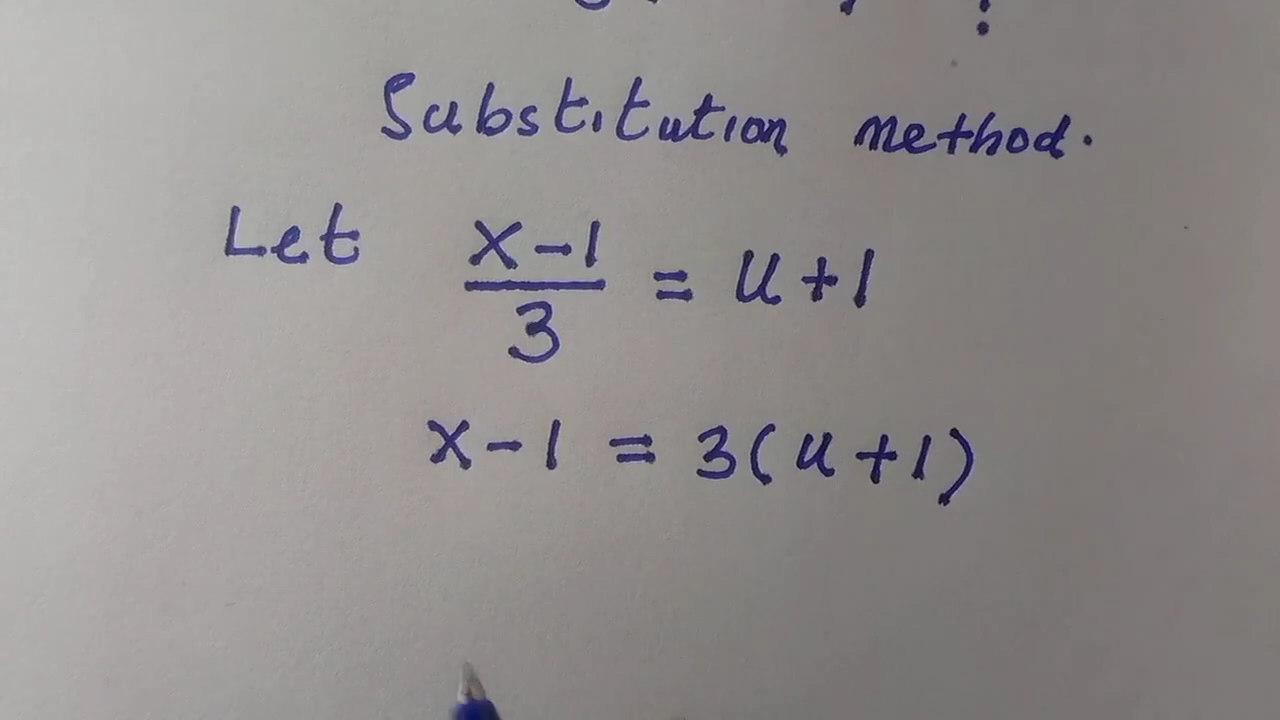 Substitution method.
Let x-1/3 = u+1
x-1 = 3(u+1)